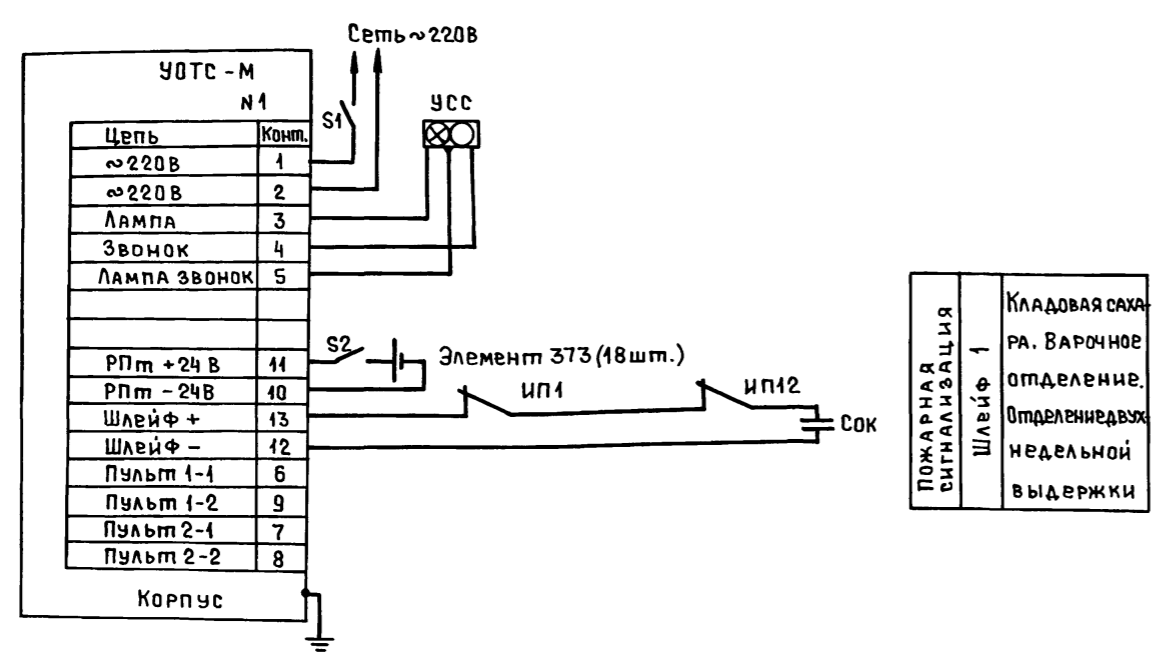 Сеть ~220В
УОТС-М
N1
S1
УСС
Цепь Конт.
~220В 1
~220В 2
Лампа 3
Звонок 4
Лампа звонок 5
РПт +24 В 11
РПт -24В 10
Шлейф + 13
Шлейф - 12
Пульт 1-1 6
Пульт 1-2 9
Пульт 2-1 7
Пульт 2-2 8
Корпус
S2
Элемент 373 (18шт.)
ИП1
ИП12
Сок
Пожарная
сигнализация
Шлейф 1
Кладовая саха-
ра. Варочное
отделение.
Отделение двух-
недельной
выдержки